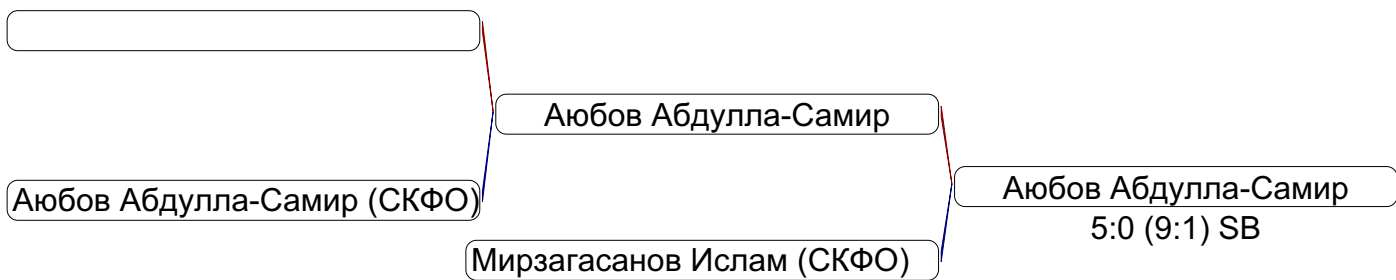 Аюбов Абдулла-Самир
Аюбов Абдулла-Самир (СКФО)
Аюбов Абдулла-Самир
5:0 (9:1) SB
Мирзагасанов Ислам (СКФО)